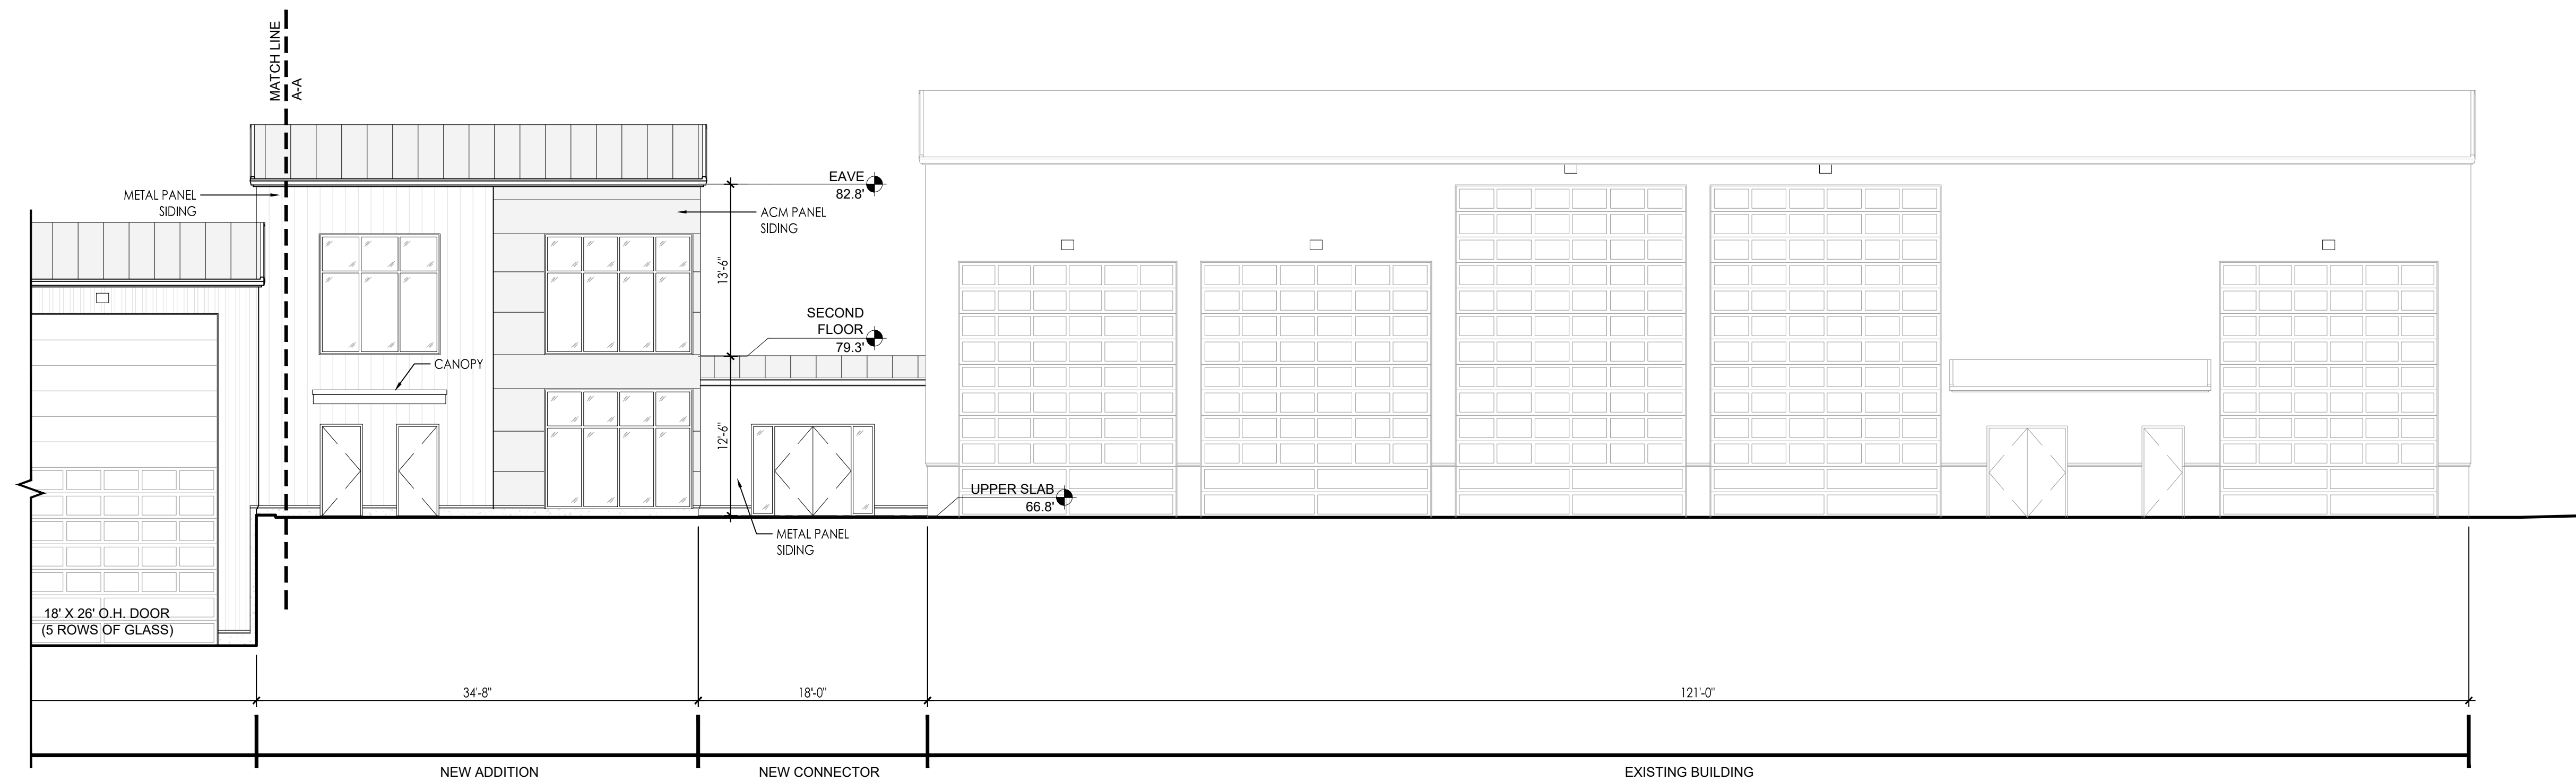 MATCH LINE
A-A
METAL PANEL
SIDING
EAVE
82.8'
ACM PANEL
SIDING
13'-6"
SECOND
FLOOR
79.3'
CANOPY
12'-6"
UPPER SLAB
66.8'
METAL PANEL
SIDING
18' X 26' O.H. DOOR
(5 ROWS OF GLASS)
34'-8"
18'-0"
121'-0"
NEW ADDITION
NEW CONNECTOR
EXISTING BUILDING